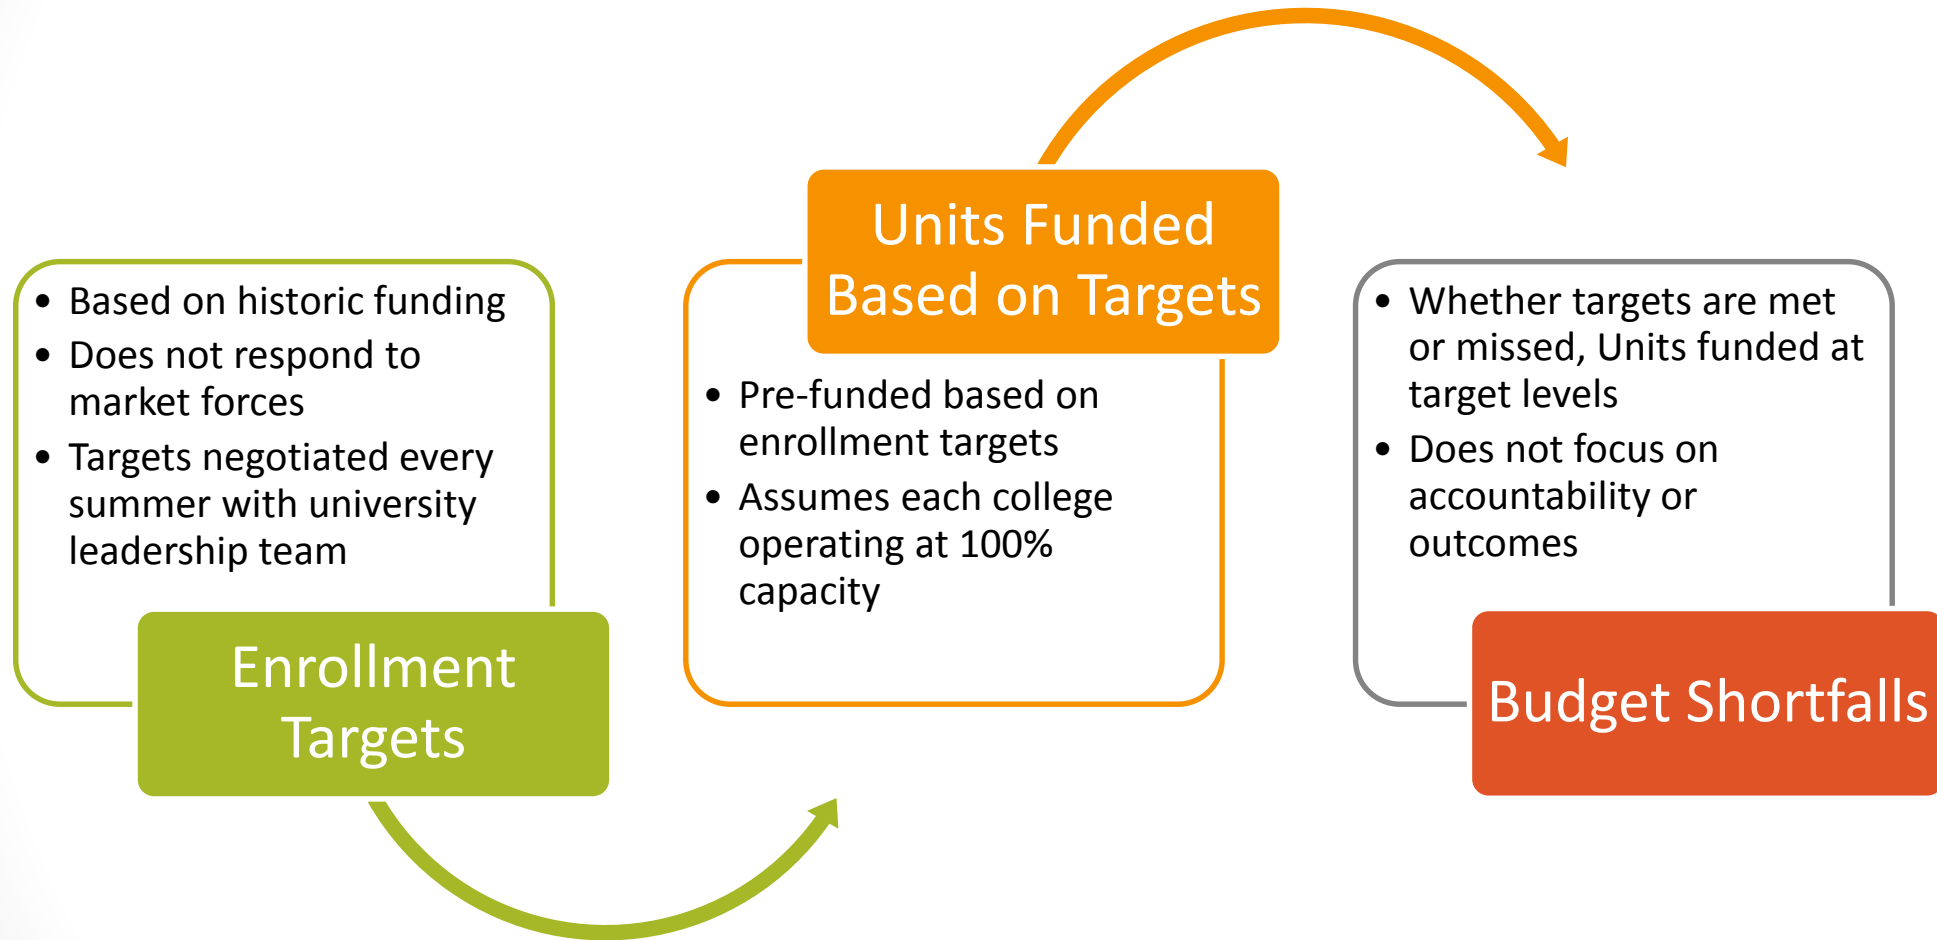 • Based on historic funding
• Does not respond to
market forces
• Targets negotiated every
summer with university
leadership team
Enrollment
Targets
Units Funded
Based on Targets
• Pre-funded based on
enrollment targets
• Assumes each college
operating at 100%
capacity
• Whether targets are met
or missed, Units funded at
target levels
• Does not focus on
accountability or
outcomes
Budget Shortfalls